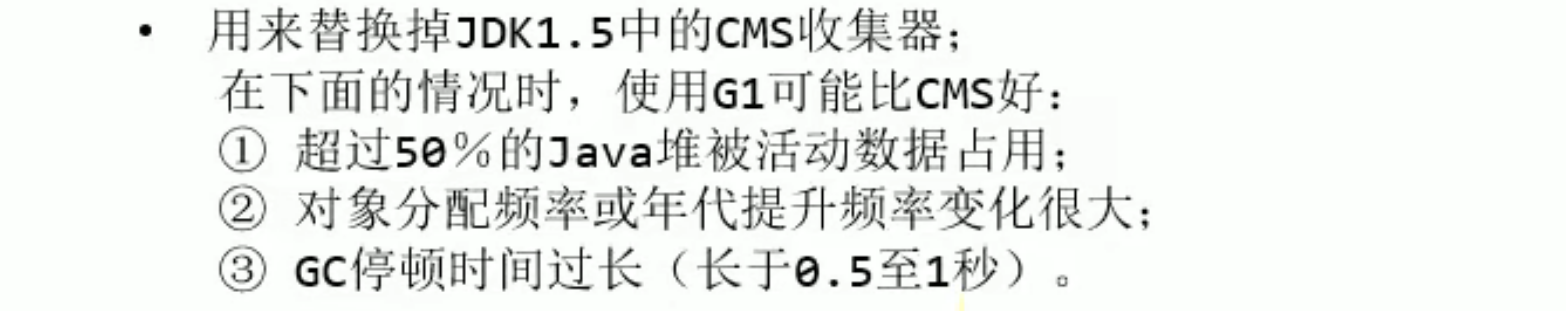 • 用来替换掉JDK1.5中的CMS收集器;
在下面的情况时，使用G1可能比CMS好:
① 超过50%的Java堆被活动数据占用;
② 对象分配频率或年代提升频率变化很大;
③ GC停顿时间过长（长于0.5至1秒）。